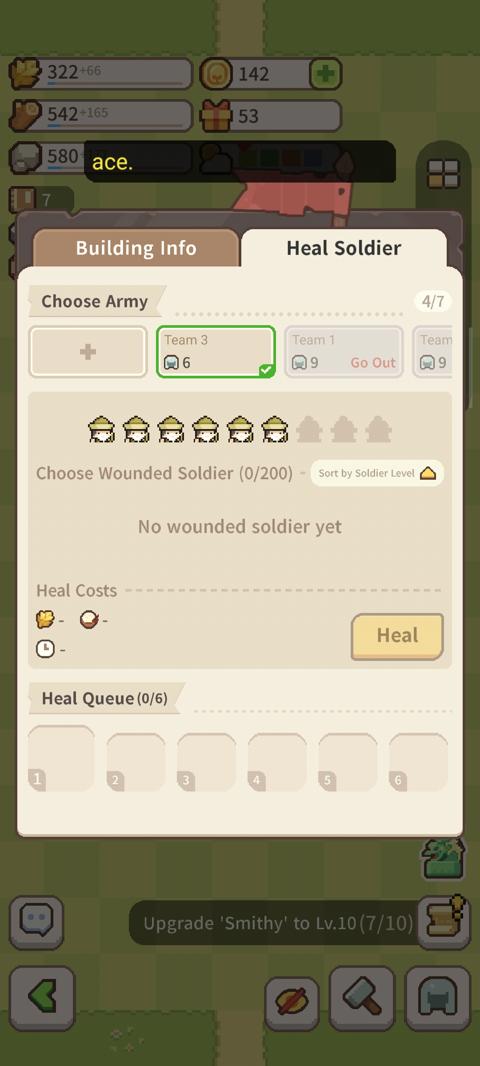 322+66
142
542+165
53
580
ace.
7
Building Info
Heal Soldier
Choose Army
4/7
Team 3
6
Team 1
9
Go Out
Team
9
Choose Wounded Soldier (0/200)
Sort by Soldier Level
No wounded soldier yet
Heal Costs
-
-
-
Heal
Heal Queue(0/6)
1
2
3
4
5
6
Upgrade 'Smithy' to Lv.10(7/10)